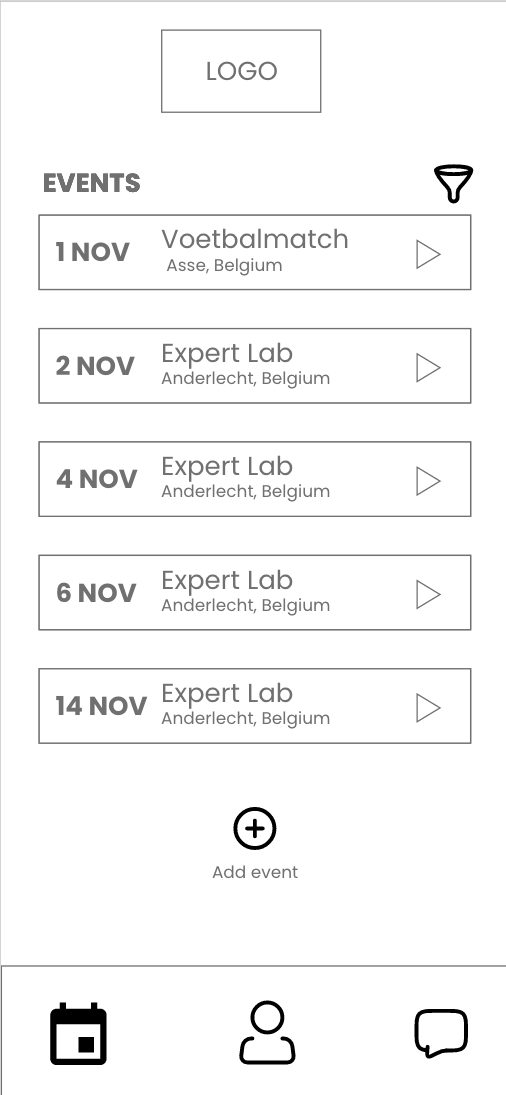 LOGO
EVENTS
1 NOV
Voetbalmatch
Asse, Belgium
2 NOV
Expert Lab
Anderlecht, Belgium
4 NOV
Expert Lab
Anderlecht, Belgium
6 NOV
Expert Lab
Anderlecht, Belgium
14 NOV
Expert Lab
Anderlecht, Belgium
Add event